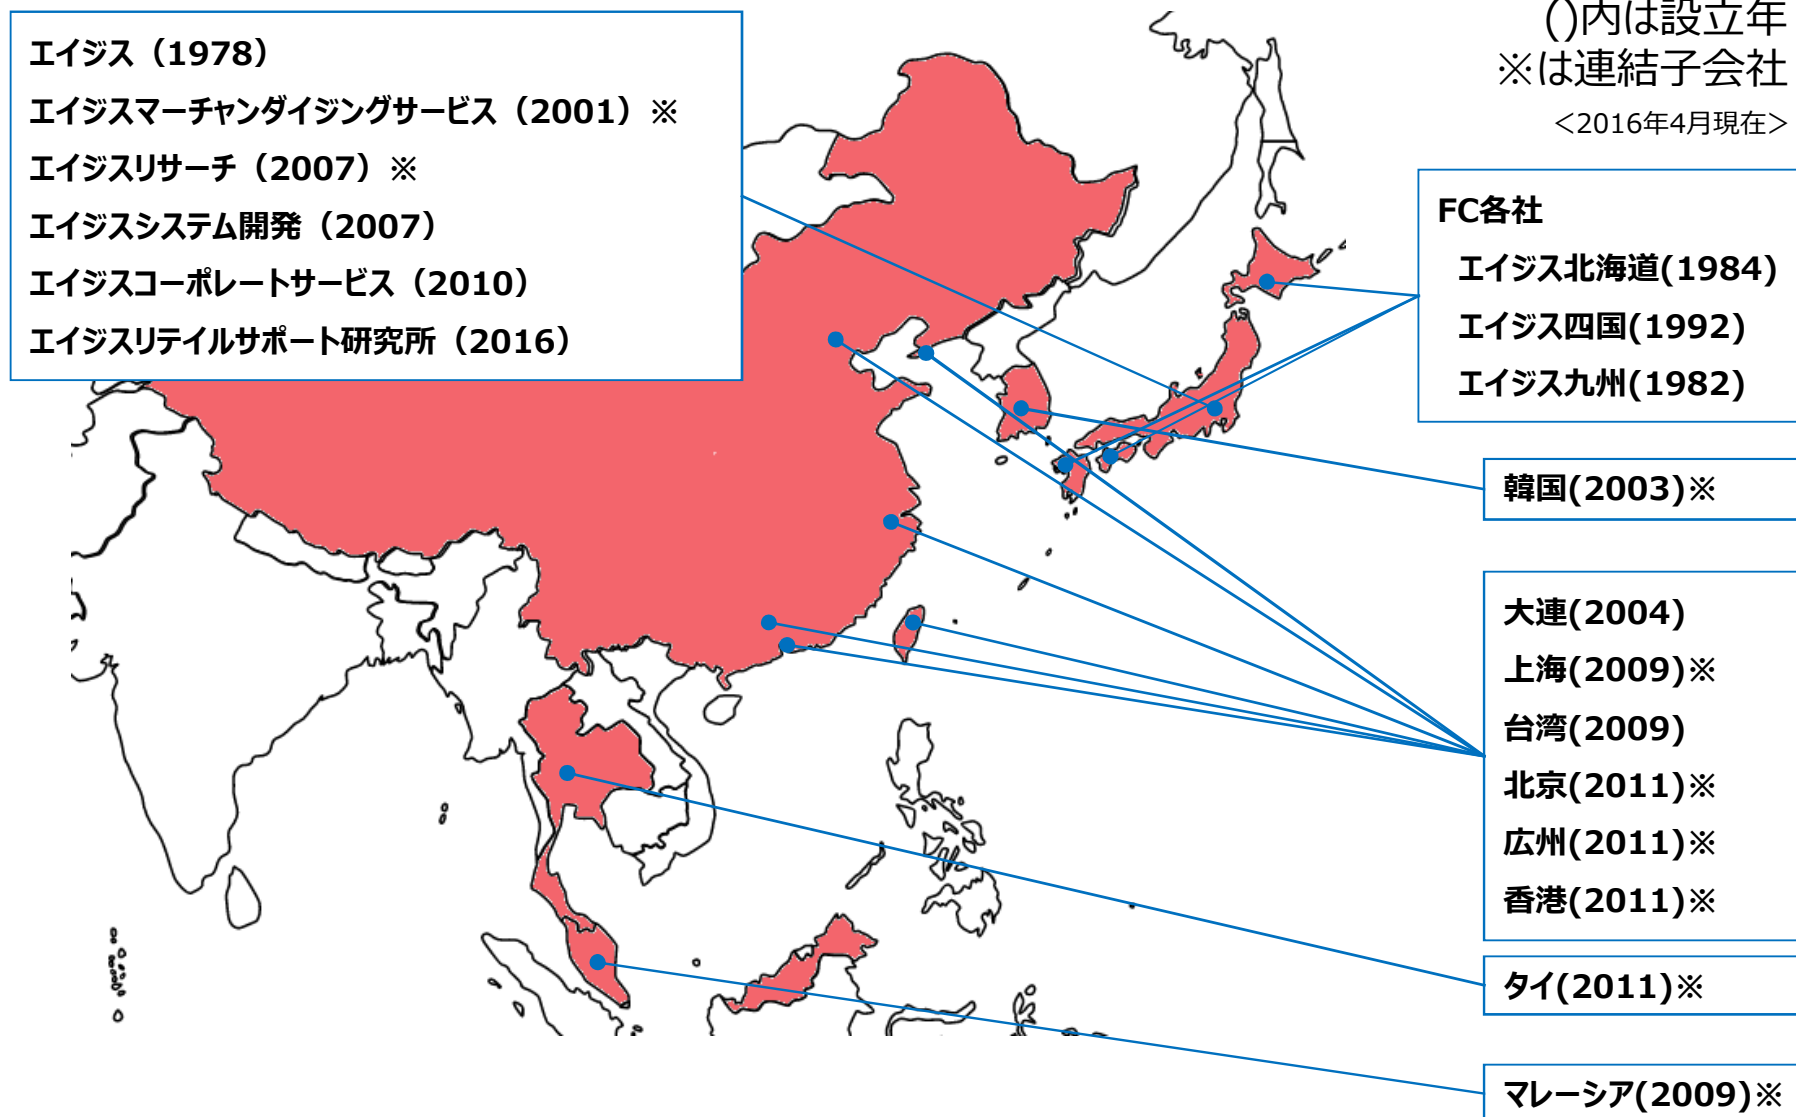 エイジス（1978）
エイジスマーチャンダイジングサービス（2001）※
エイジスリサーチ（2007）※
エイジスシステム開発（2007）
エイジスコーポレートサービス（2010）
エイジスリテイルサポート研究所（2016）
()内は設立年
※は連結子会社
<2016年4月現在>
FC各社
エイジス北海道(1984)
エイジス四国(1992)
エイジス九州(1982)
韓国(2003)※
大連(2004)
上海(2009)※
台湾(2009)
北京(2011)※
広州(2011)※
香港(2011)※
タイ(2011)※
マレーシア(2009)※